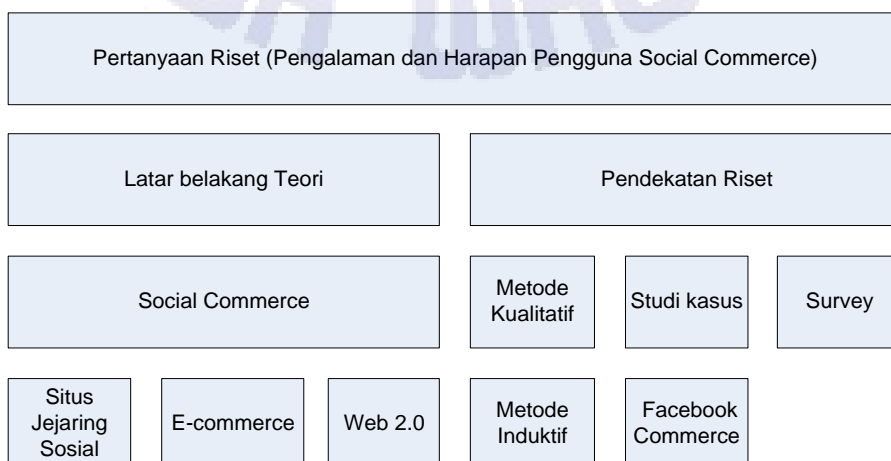 Pertanyaan Riset (Pengalaman dan Harapan Pengguna Social Commerce)
Latar belakang Teori
Pendekatan Riset
Social Commerce
Metode
Kualitatif
Studi kasus
Survey
Situs
Jejaring
Sosial
E-commerce
Web 2.0
Metode
Induktif
Facebook
Commerce